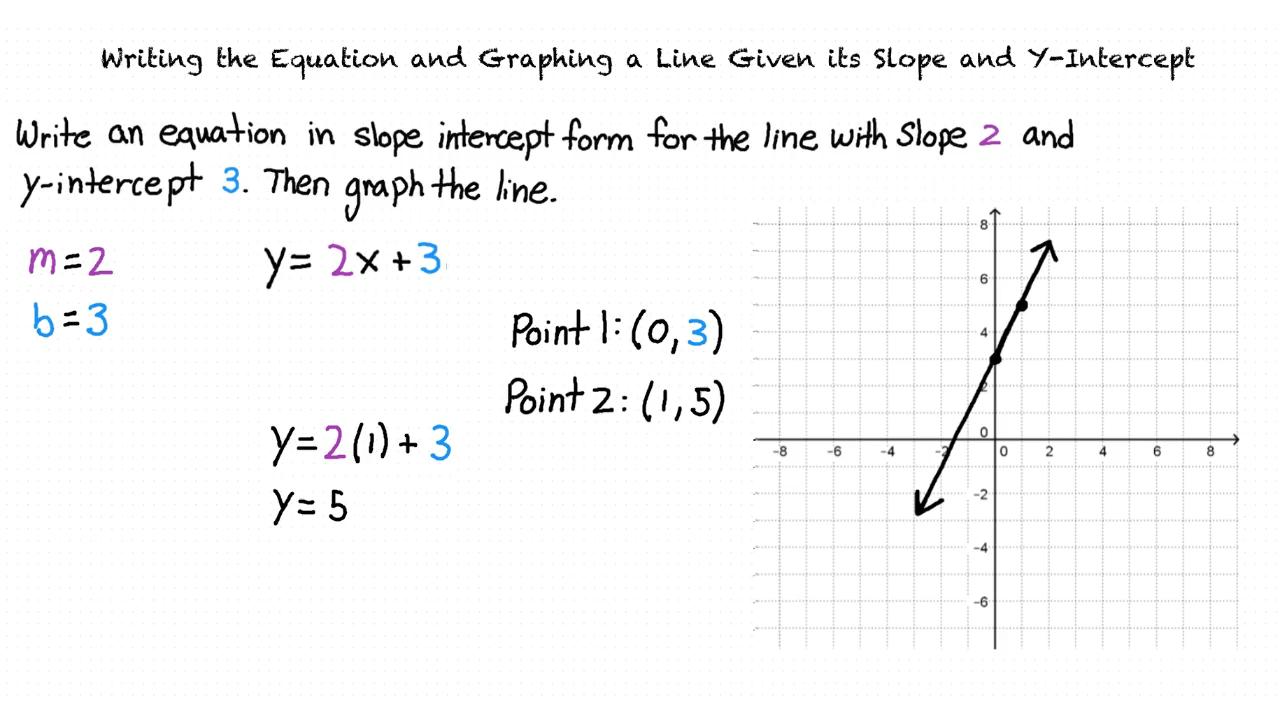 Writing the Equation and Graphing a Line Given its Slope and Y-Intercept
Write an equation in slope intercept form for the line with Slope 2 and
y-intercept 3. Then graph the line.
m=2
y= 2x +3
b=3
Point 1: (0,3)
Point 2: (1,5)
y=2(1)+ 3
y= 5
8
6
4
2
0
-8 -6 -4 -2 0 2 4 6 8
-2
-4
-6